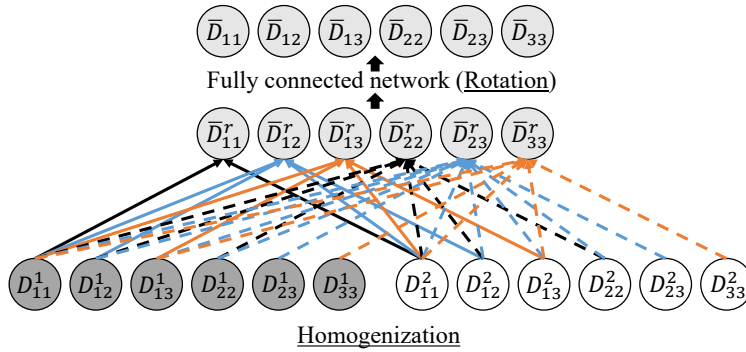 D̅₁₁ D̅₁₂ D̅₁₃ D̅₂₂ D̅₂₃ D̅₃₃
Fully connected network (Rotation)
D̅ʳ₁₁ D̅ʳ₁₂ D̅ʳ₁₃ D̅ʳ₂₂ D̅ʳ₂₃ D̅ʳ₃₃
D¹₁₁ D¹₁₂ D¹₁₃ D¹₂₂ D¹₂₃ D¹₃₃ D²₁₁ D²₁₂ D²₁₃ D²₂₂ D²₂₃ D²₃₃
Homogenization